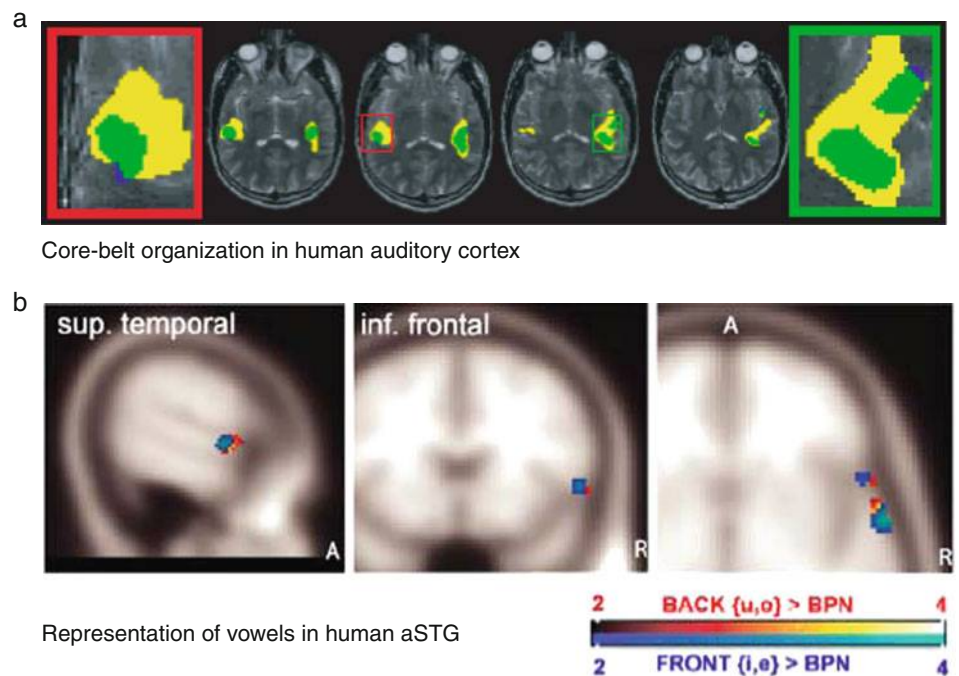 a
Core-belt organization in human auditory cortex
b
sup. temporal
inf. frontal
A
A
R
R
2 BACK {u,o} > BPN 4
Representation of vowels in human aSTG
2 FRONT {i,e} > BPN 4